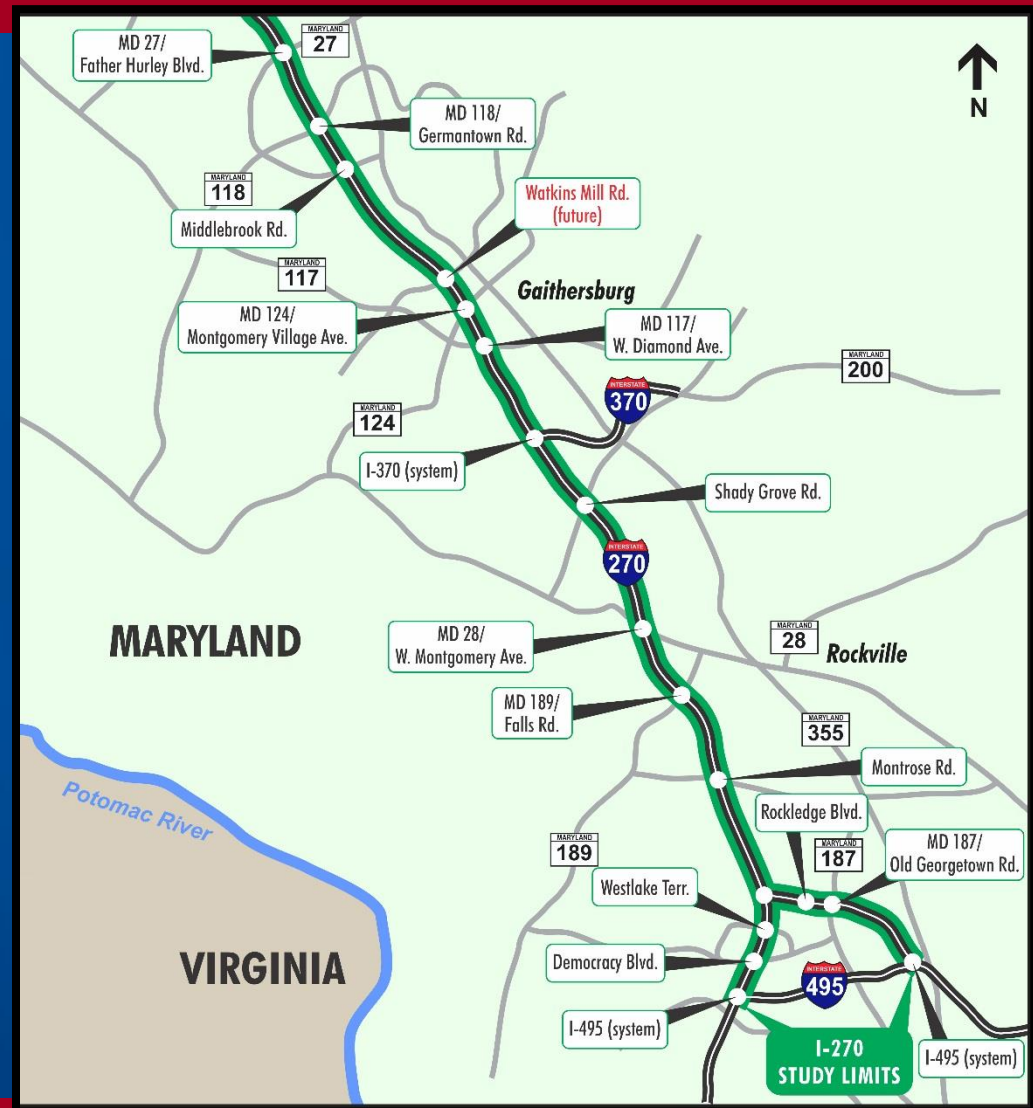 MD 27/
Father Hurley Blvd.
MARYLAND
27
N
MD 118/
Germantown Rd.
MARYLAND
118
Watkins Mill Rd.
(future)
Middlebrook Rd.
MARYLAND
117
Gaithersburg
MD 124/
Montgomery Village Ave.
MD 117/
W. Diamond Ave.
MARYLAND
200
INTERSTATE
370
MARYLAND
124
I-370 (system)
Shady Grove Rd.
INTERSTATE
270
MARYLAND
MD 28/
W. Montgomery Ave.
MARYLAND
28
Rockville
MD 189/
Falls Rd.
MARYLAND
355
Montrose Rd.
Potomac River
Rockledge Blvd.
MARYLAND
189
MARYLAND
187
MD 187/
Old Georgetown Rd.
Westlake Terr.
VIRGINIA
Democracy Blvd.
INTERSTATE
495
I-495 (system)
I-270
STUDY LIMITS
I-495 (system)